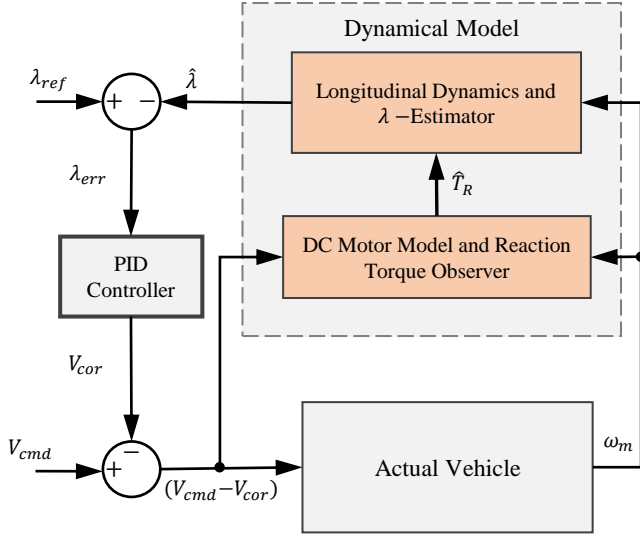 Dynamical Model
λ_ref
+
−
λ̂
Longitudinal Dynamics and
λ −Estimator
λ_err
T̂_R
PID
Controller
DC Motor Model and Reaction
Torque Observer
V_cor
V_cmd
+
−
(V_cmd−V_cor)
Actual Vehicle
ω_m